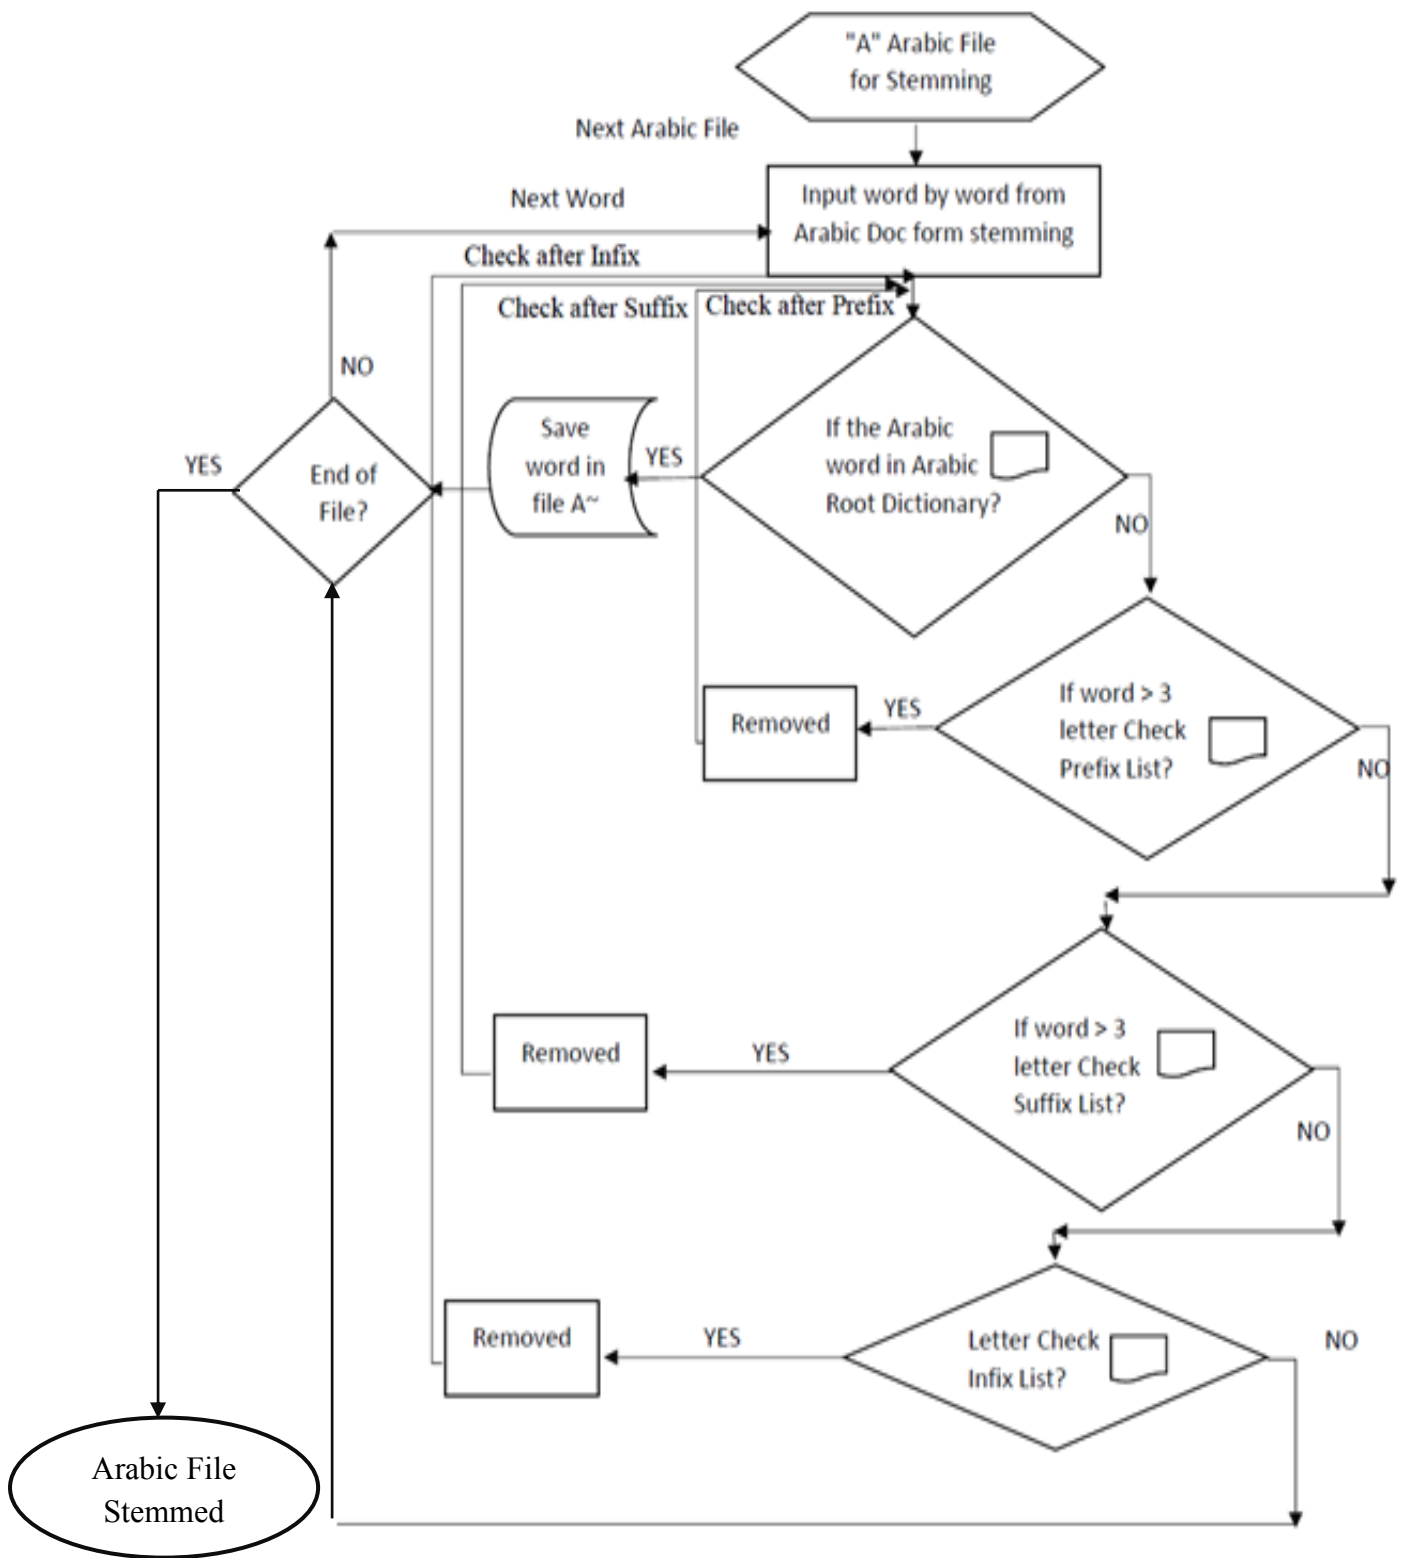 "A" Arabic File
for Stemming
Next Arabic File
Input word by word from
Arabic Doc form stemming
Next Word
Check after Infix
Check after Suffix
Check after Prefix
NO
YES
End of
File?
Save
word in
file A~
YES
If the Arabic
word in Arabic
Root Dictionary?
NO
If word > 3
letter Check
Prefix List?
YES
Removed
NO
If word > 3
letter Check
Suffix List?
YES
Removed
NO
Letter Check
Infix List?
YES
Removed
NO
Arabic File
Stemmed